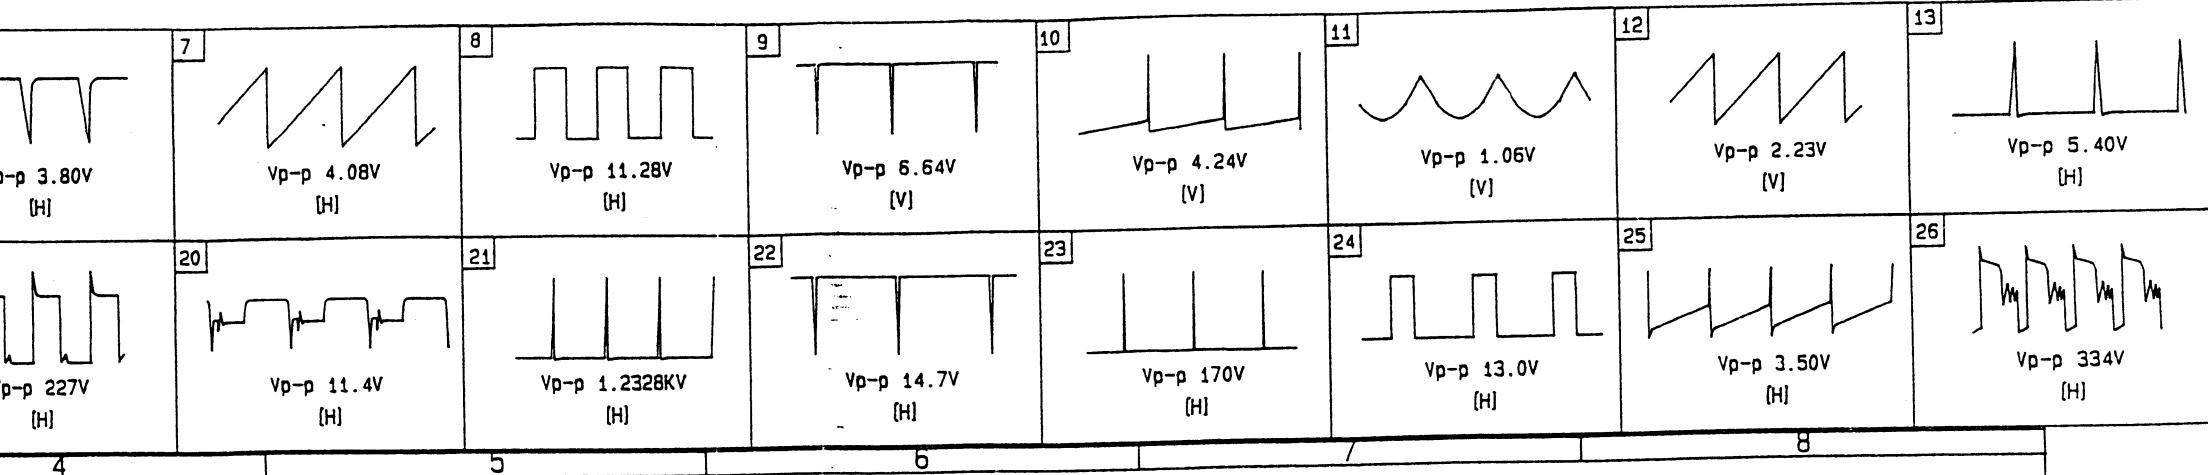 7
8
9
10
11
12
13
p-p 3.80V
[H]
Vp-p 4.08V
[H]
Vp-p 11.28V
[H]
Vp-p 6.64V
[V]
Vp-p 4.24V
[V]
Vp-p 1.06V
[V]
Vp-p 2.23V
[V]
Vp-p 5.40V
[H]
20
21
22
23
24
25
26
p-p 227V
[H]
Vp-p 11.4V
[H]
Vp-p 1.2328KV
[H]
Vp-p 14.7V
[H]
Vp-p 170V
[H]
Vp-p 13.0V
[H]
Vp-p 3.50V
[H]
Vp-p 334V
[H]
4
5
6
7
8